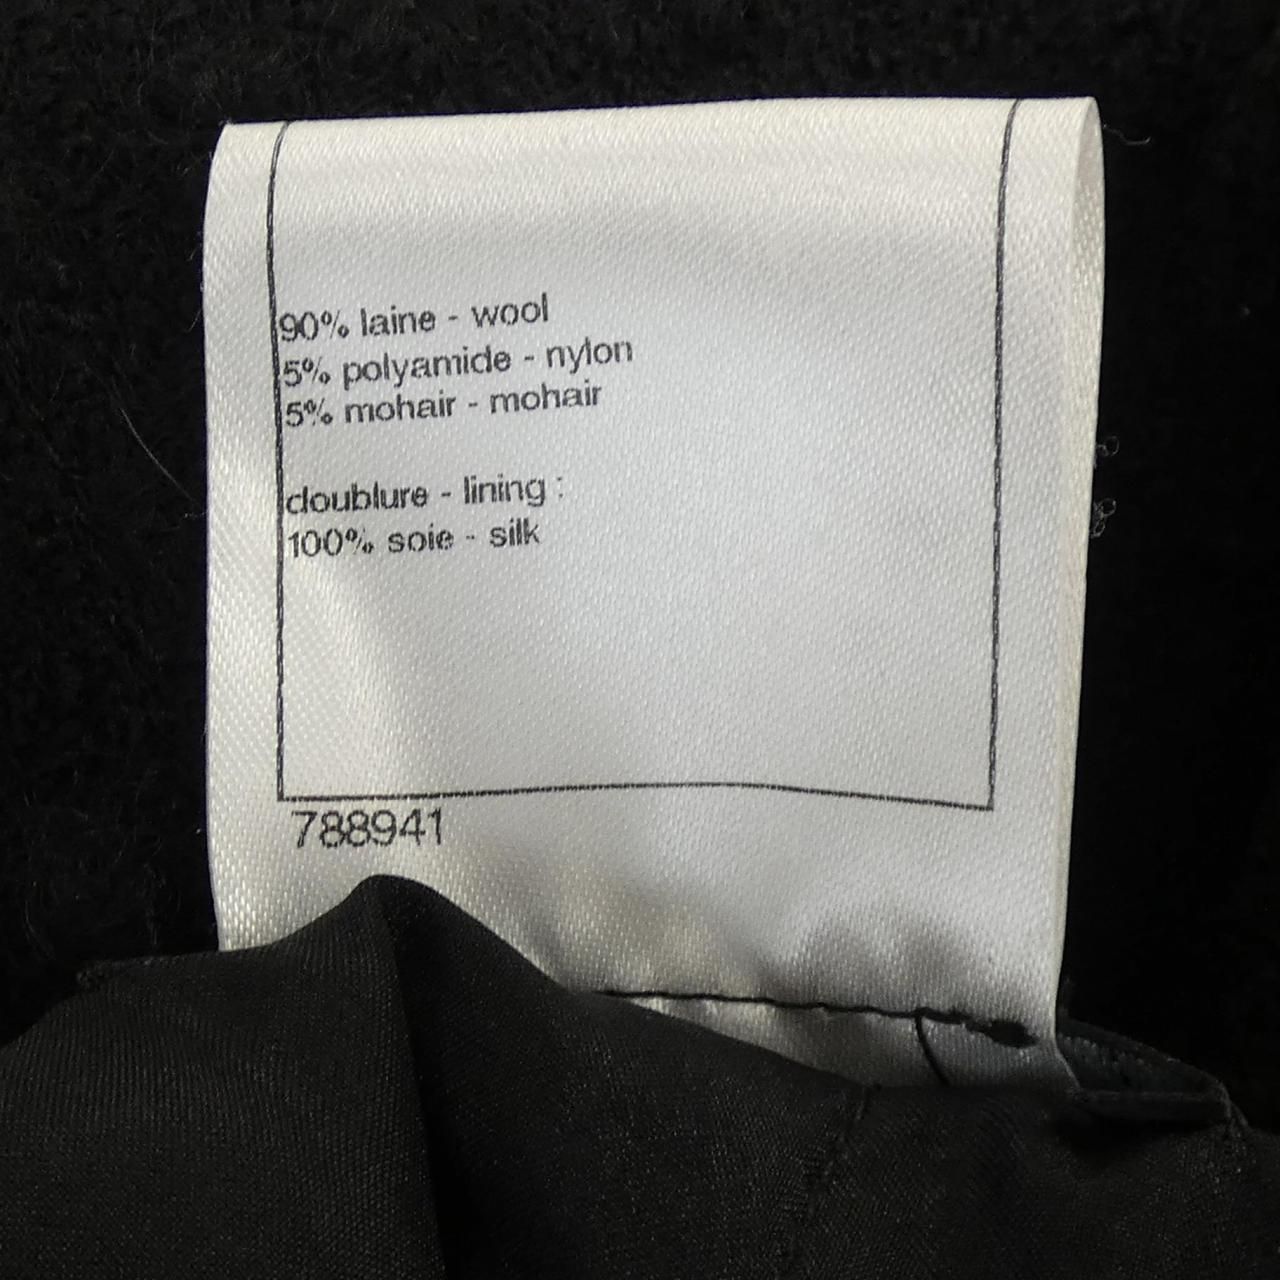 90% laine - wool
5% polyamide - nylon
5% mohair - mohair
doublure - lining :
100% soie - silk
788941